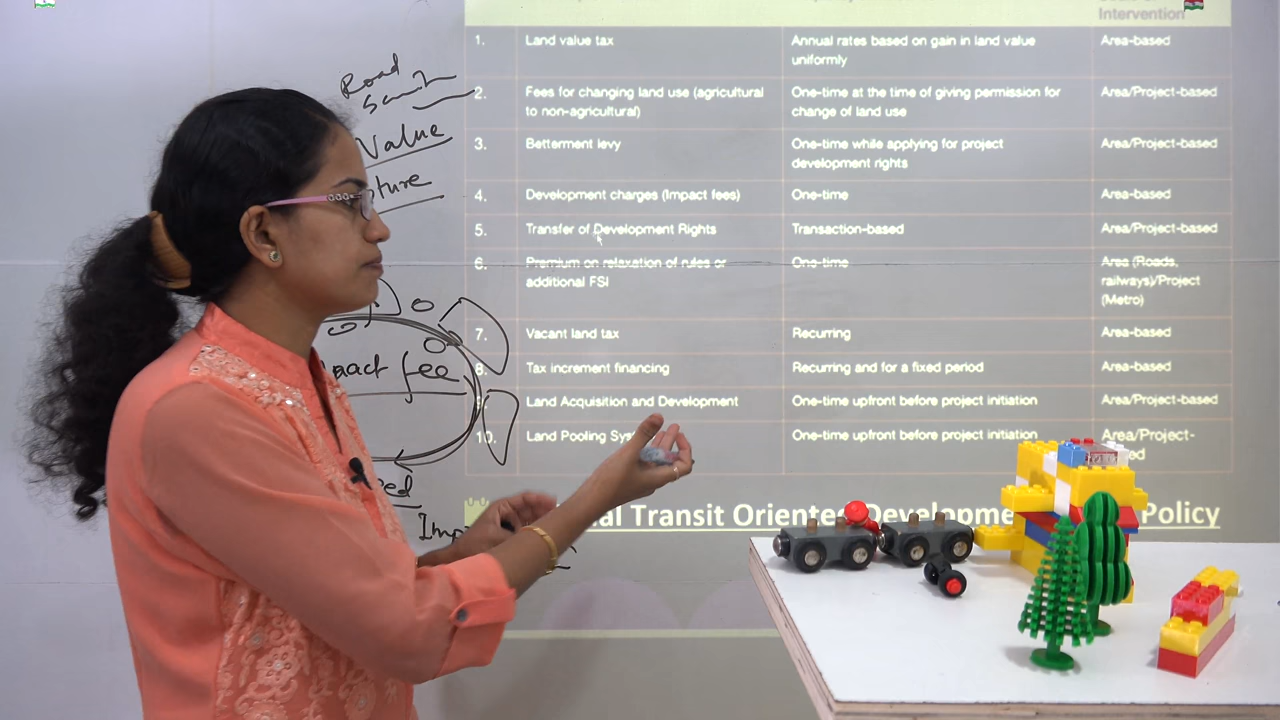 Intervention
1. Land value tax Annual rates based on gain in land value uniformly Area-based
2. Fees for changing land use (agricultural to non-agricultural) One-time at the time of giving permission for change of land use Area/Project-based
3. Betterment levy One-time while applying for project development rights Area/Project-based
4. Development charges (Impact fees) One-time Area-based
5. Transfer of Development Rights Transaction-based Area/Project-based
6. Premium on relaxation of rules or additional FSI One-time Area (Roads, railways)/Project (Metro)
7. Vacant land tax Recurring Area-based
8. Tax increment financing Recurring and for a fixed period Area-based
9. Land Acquisition and Development One-time upfront before project initiation Area/Project-based
10. Land Pooling One-time upfront before project initiation Area/Project-
Transit Policy
Road
Value
fee